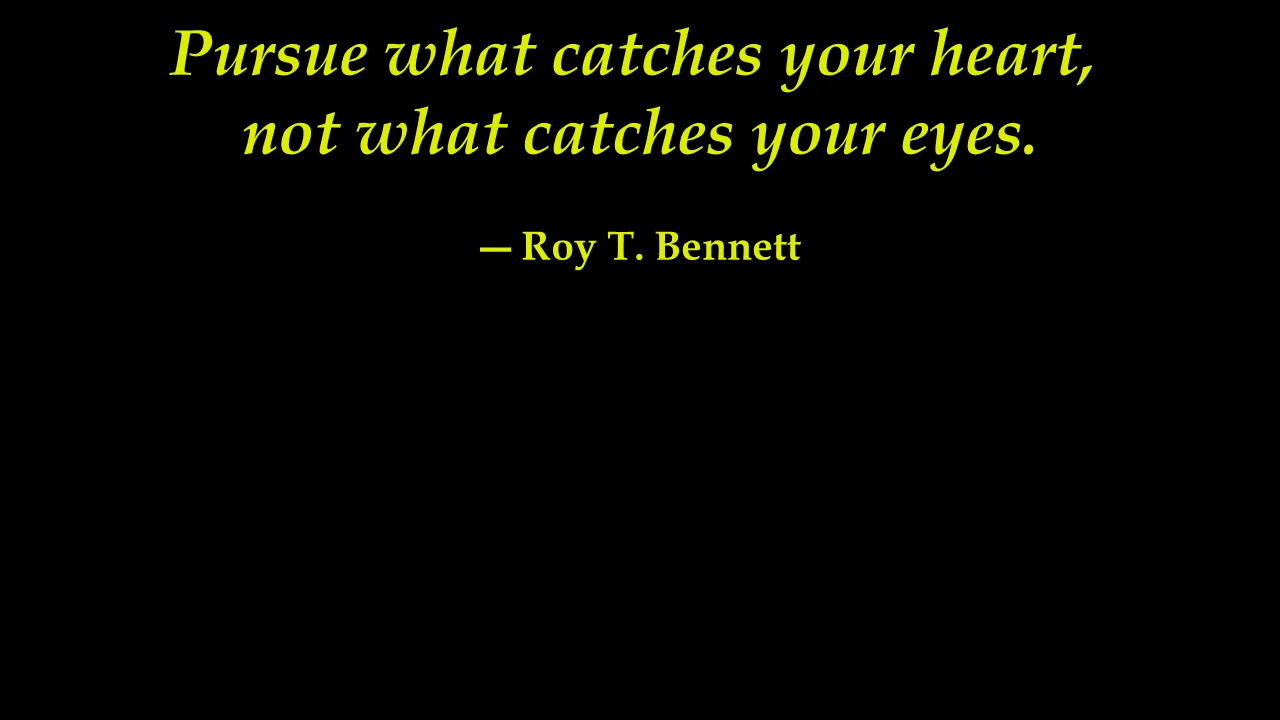 Pursue what catches your heart,
not what catches your eyes.
— Roy T. Bennett